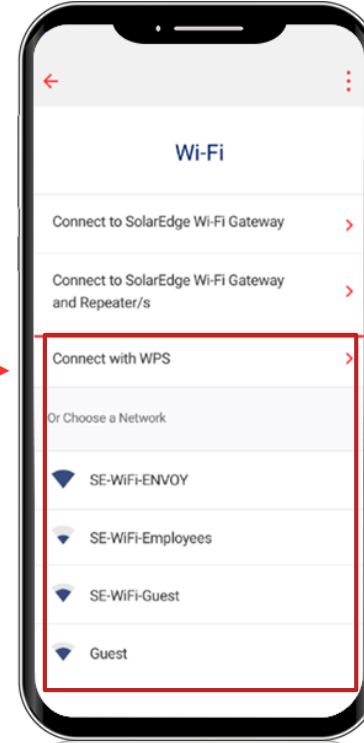 Wi-Fi
Connect to SolarEdge Wi-Fi Gateway
Connect to SolarEdge Wi-Fi Gateway
and Repeater/s
Connect with WPS
Or Choose a Network
SE-WiFi-ENVOY
SE-WiFi-Employees
SE-WiFi-Guest
Guest